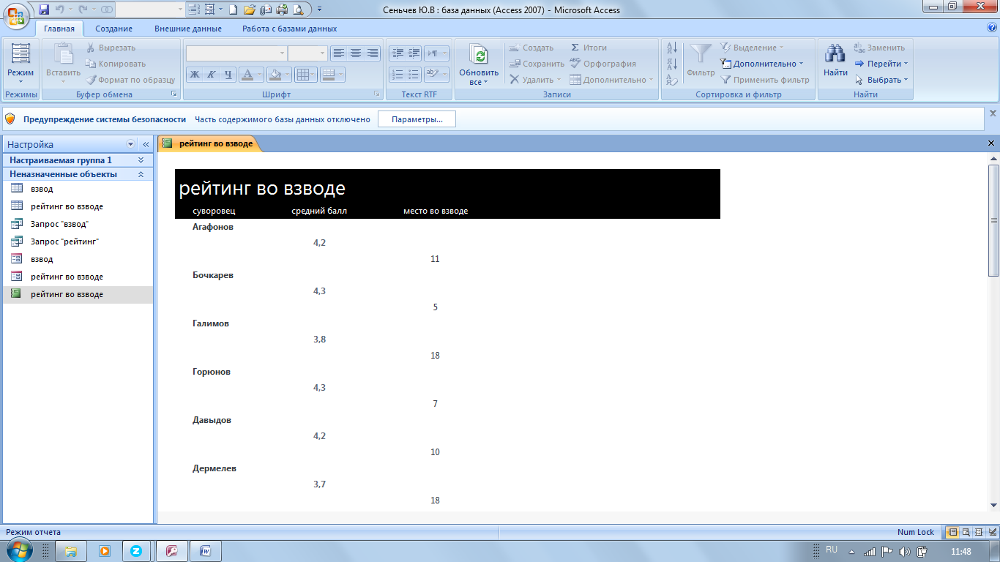 Сеньчев Ю.В : база данных (Access 2007) - Microsoft Access
Главная Создание Внешние данные Работа с базами данных
Режим
Режимы
Вставить
Вырезать
Копировать
Формат по образцу
Буфер обмена
Ж К Ч А
Шрифт
Текст RTF
Обновить
все
Создать
Сохранить
Удалить
Итоги
Орфография
Дополнительно
Записи
Фильтр
Выделение
Дополнительно
Применить фильтр
Сортировка и фильтр
Найти
Заменить
Перейти
Выбрать
Найти
Предупреждение системы безопасности Часть содержимого базы данных отключено Параметры...
Настройка
Настраиваемая группа 1
Неназначенные объекты
взвод
рейтинг во взводе
Запрос "взвод"
Запрос "рейтинг"
взвод
рейтинг во взводе
рейтинг во взводе
рейтинг во взводе
рейтинг во взводе
суворовец средний балл место во взводе
Агафонов
4,2
11
Бочкарев
4,3
5
Галимов
3,8
18
Горюнов
4,3
7
Давыдов
4,2
10
Дермелев
3,7
18
Режим отчета
Num Lock
RU
11:48